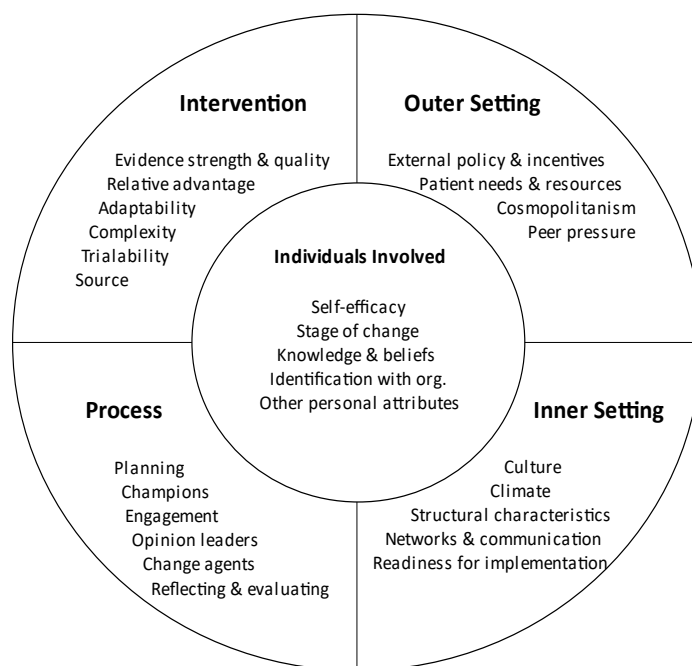 Intervention
Evidence strength & quality
Relative advantage
Adaptability
Complexity
Trialability
Source
Outer Setting
External policy & incentives
Patient needs & resources
Cosmopolitanism
Peer pressure
Individuals Involved
Self-efficacy
Stage of change
Knowledge & beliefs
Identification with org.
Other personal attributes
Process
Planning
Champions
Engagement
Opinion leaders
Change agents
Reflecting & evaluating
Inner Setting
Culture
Climate
Structural characteristics
Networks & communication
Readiness for implementation